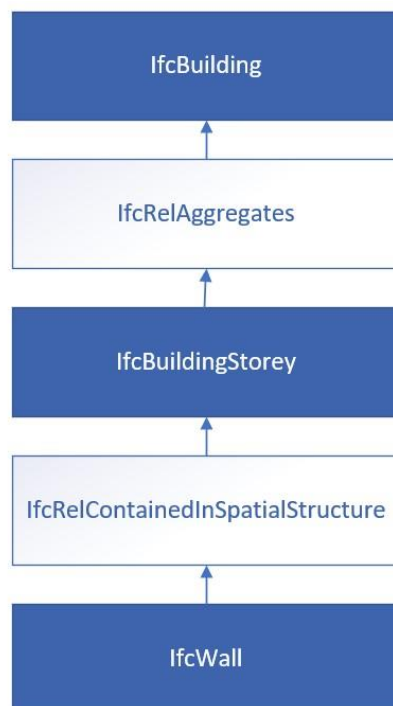 IfcBuilding
IfcRelAggregates
IfcBuildingStorey
IfcRelContainedInSpatialStructure
IfcWall